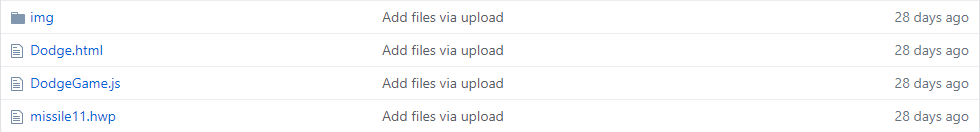 img Add files via upload 28 days ago
Dodge.html Add files via upload 28 days ago
DodgeGame.js Add files via upload 28 days ago
missile11.hwp Add files via upload 28 days ago